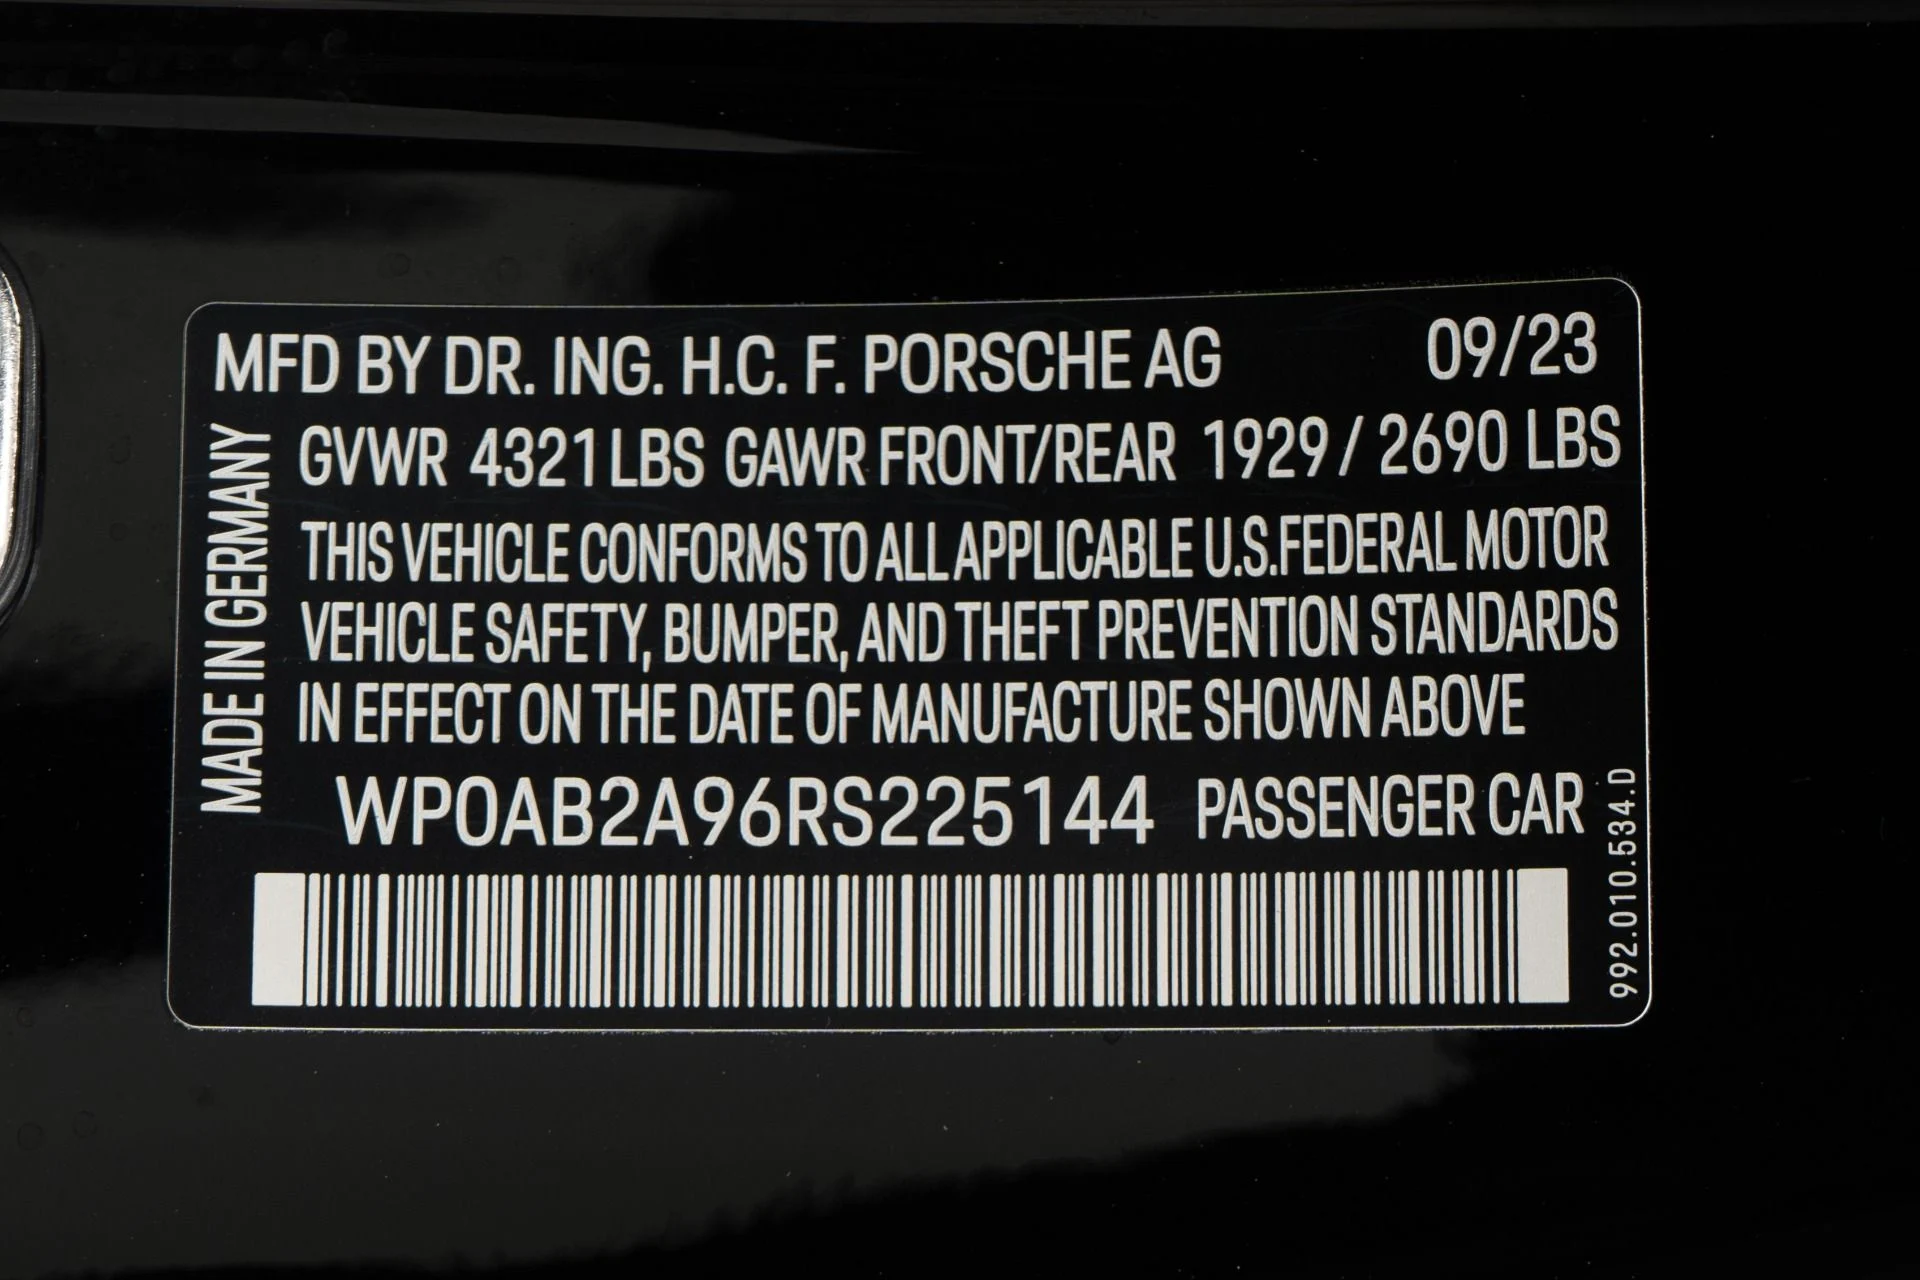 MFD BY DR. ING. H.C. F. PORSCHE AG 09/23
GVWR 4321 LBS GAWR FRONT/REAR 1929 / 2690 LBS
THIS VEHICLE CONFORMS TO ALL APPLICABLE U.S.FEDERAL MOTOR
VEHICLE SAFETY, BUMPER, AND THEFT PREVENTION STANDARDS
IN EFFECT ON THE DATE OF MANUFACTURE SHOWN ABOVE
WP0AB2A96RS225144 PASSENGER CAR
MADE IN GERMANY
992.010.534.D